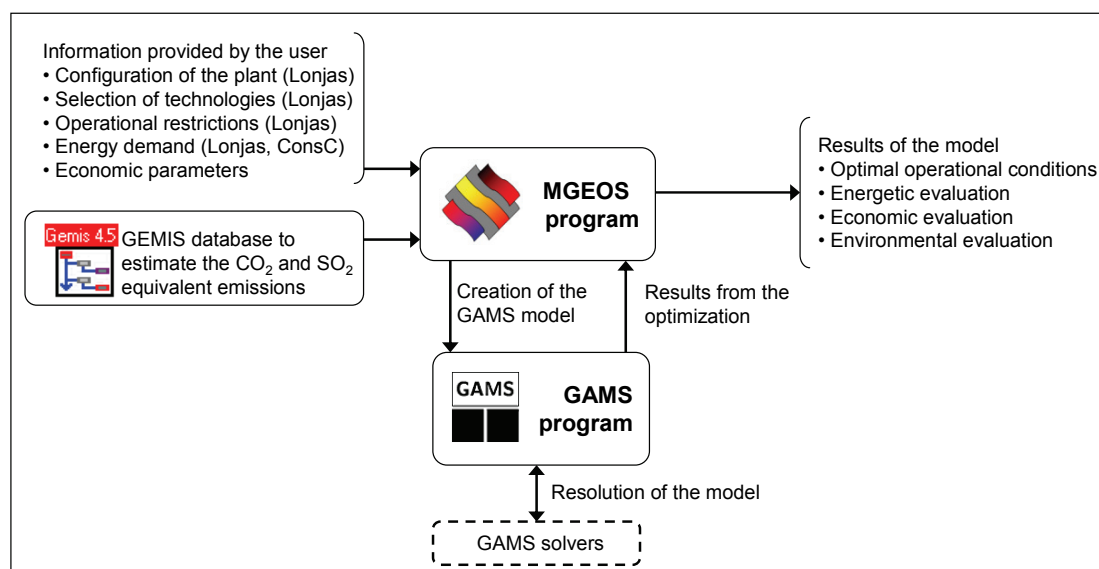 Information provided by the user
• Configuration of the plant (Lonjas)
• Selection of technologies (Lonjas)
• Operational restrictions (Lonjas)
• Energy demand (Lonjas, ConsC)
• Economic parameters
Gemis 4.5
GEMIS database to
estimate the CO₂ and SO₂
equivalent emissions
MGEOS
program
Results of the model
• Optimal operational conditions
• Energetic evaluation
• Economic evaluation
• Environmental evaluation
Creation of the
GAMS model
Results from the
optimization
GAMS
GAMS
program
Resolution of the model
GAMS solvers